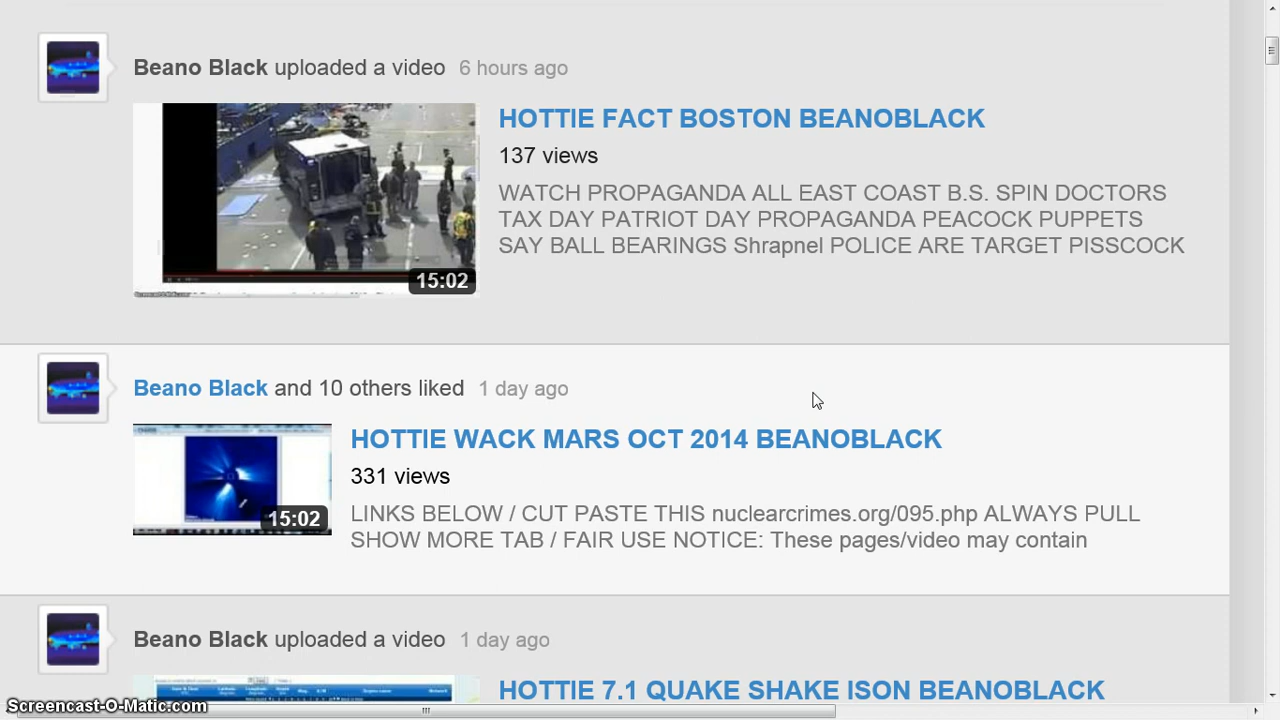 Beano Black uploaded a video 6 hours ago
HOTTIE FACT BOSTON BEANOBLACK
137 views
WATCH PROPAGANDA ALL EAST COAST B.S. SPIN DOCTORS
TAX DAY PATRIOT DAY PROPAGANDA PEACOCK PUPPETS
SAY BALL BEARINGS Shrapnel POLICE ARE TARGET PISSCOCK
15:02
Beano Black and 10 others liked 1 day ago
HOTTIE WACK MARS OCT 2014 BEANOBLACK
331 views
LINKS BELOW / CUT PASTE THIS nuclearcrimes.org/095.php ALWAYS PULL
SHOW MORE TAB / FAIR USE NOTICE: These pages/video may contain
15:02
Beano Black uploaded a video 1 day ago
HOTTIE 7.1 QUAKE SHAKE ISON BEANOBLACK
Screencast-O-Matic.com